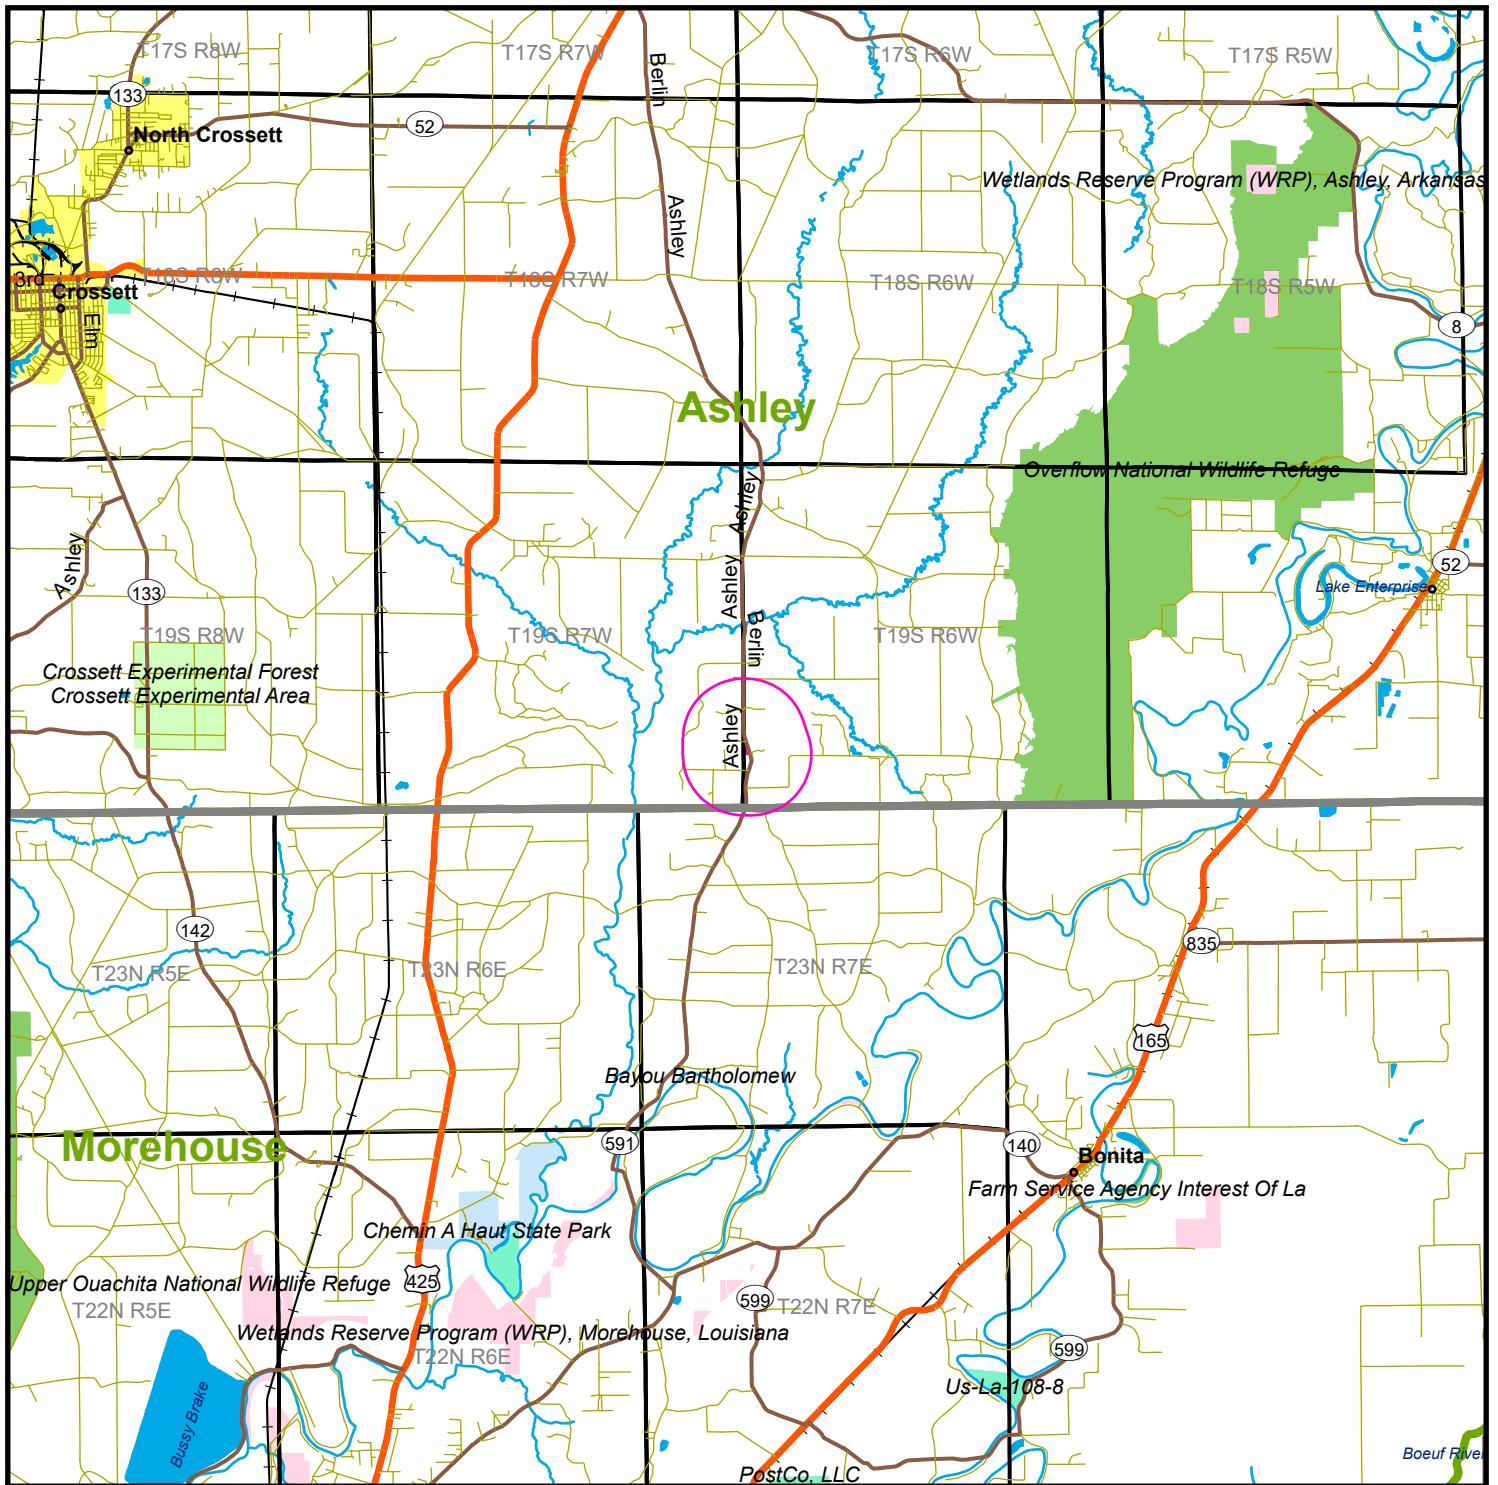 T17S R8W
T17S R7W
Berlin
T17S R6W
T17S R5W
133
North Crossett
52
Wetlands Reserve Program (WRP), Ashley, Arkansas
Ashley
3rd
T18S R8W
T18S R7W
T18S R6W
T18S R5W
Crossett
Elm
8
Ashley
Overflow National Wildlife Refuge
Ashley
Ashley
Ashley
133
52
Lake Enterprise
Berlin
T19S R8W
T19S R7W
T19S R6W
Crossett Experimental Forest
Crossett Experimental Area
Ashley
142
835
T23N R5E
T23N R6E
T23N R7E
165
Bayou Bartholomew
Morehouse
591
140
Bonita
Farm Service Agency Interest Of La
Chemin A Haut State Park
Upper Ouachita National Wildlife Refuge
425
T22N R5E
599
T22N R7E
Wetlands Reserve Program (WRP), Morehouse, Louisiana
T22N R6E
599
Us-La-108-8
Bussy Brake
Boeuf River
PostCo, LLC